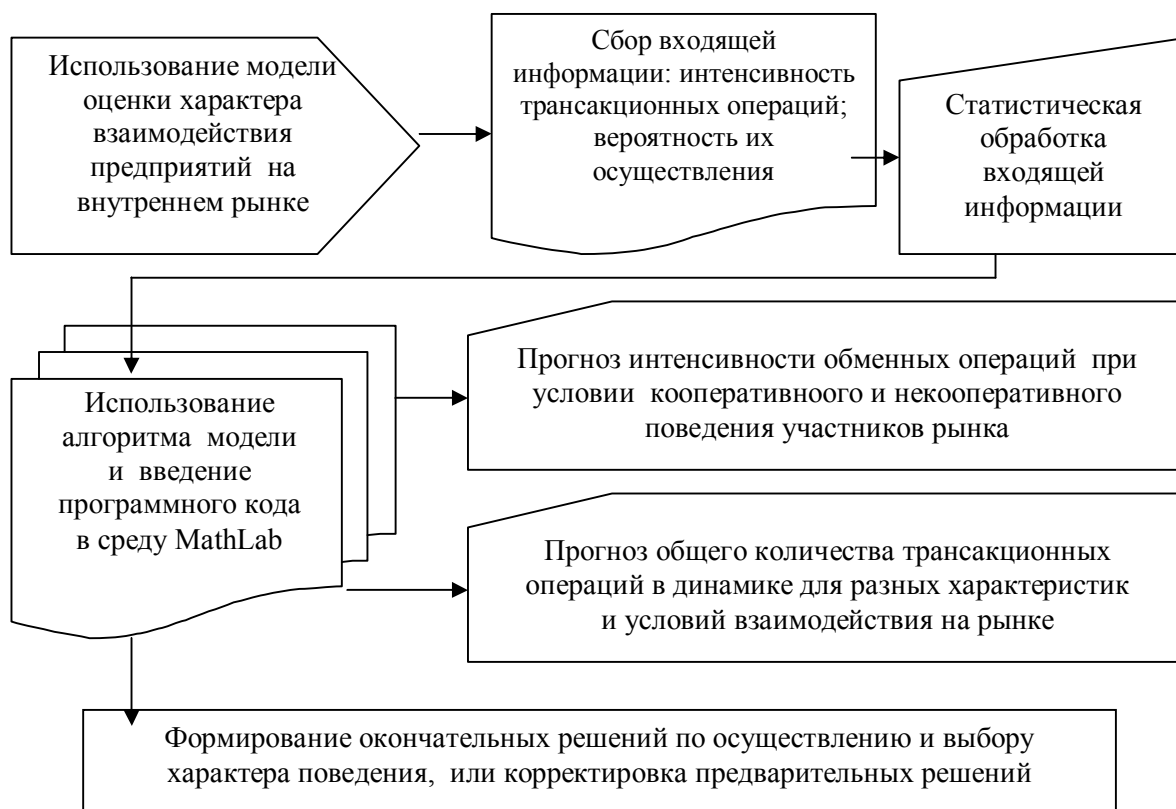 Использование модели
оценки характера
взаимодействия
предприятий на
внутреннем рынке
Сбор входящей
информации: интенсивность
трансакционных операций;
вероятность их
осуществления
Статистическая
обработка
входящей
информации
Использование
алгоритма модели
и введение
программного кода
в среду MathLab
Прогноз интенсивности обменных операций при
условии кооперативноого и некооперативного
поведения участников рынка
Прогноз общего количества трансакционных
операций в динамике для разных характеристик
и условий взаимодействия на рынке
Формирование окончательных решений по осуществлению и выбору
характера поведения, или корректировка предварительных решений